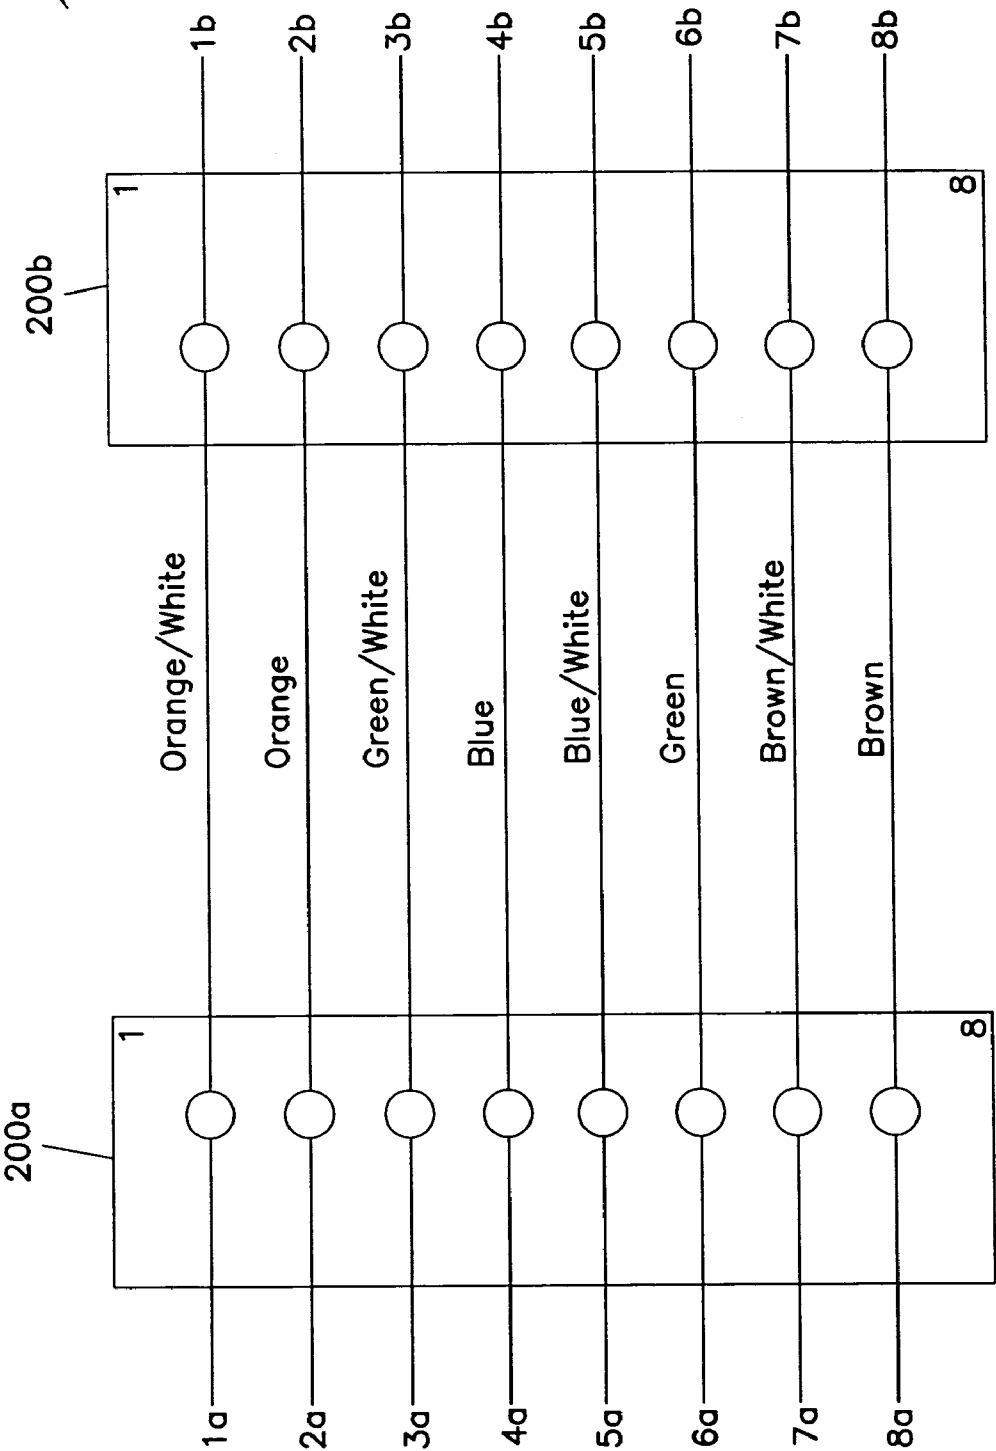 200a
200b
1
1
1a
Orange/White
1b
2a
Orange
2b
3a
Green/White
3b
4a
Blue
4b
5a
Blue/White
5b
6a
Green
6b
7a
Brown/White
7b
8a
Brown
8b
8
8